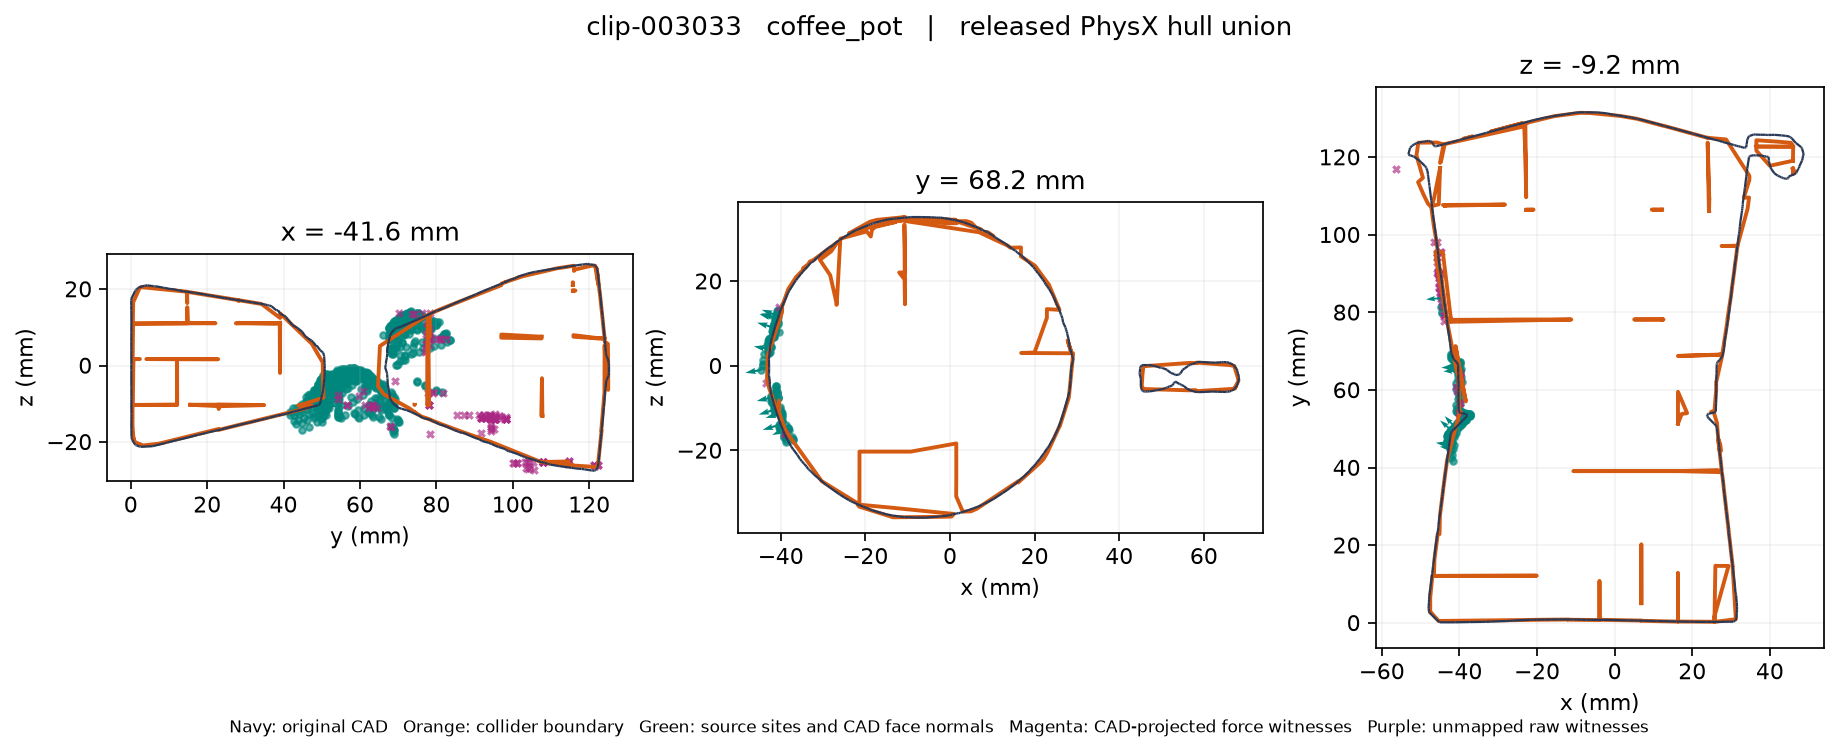 clip-003033   coffee_pot   |   released PhysX hull union
x = -41.6 mm
20
0
−20
z (mm)
0
20
40
60
80
100
120
y (mm)
y = 68.2 mm
20
0
−20
z (mm)
−40
−20
0
20
40
60
x (mm)
z = -9.2 mm
120
100
80
60
40
20
0
y (mm)
−60
−40
−20
0
20
40
x (mm)
Navy: original CAD   Orange: collider boundary   Green: source sites and CAD face normals   Magenta: CAD-projected force witnesses   Purple: unmapped raw witnesses